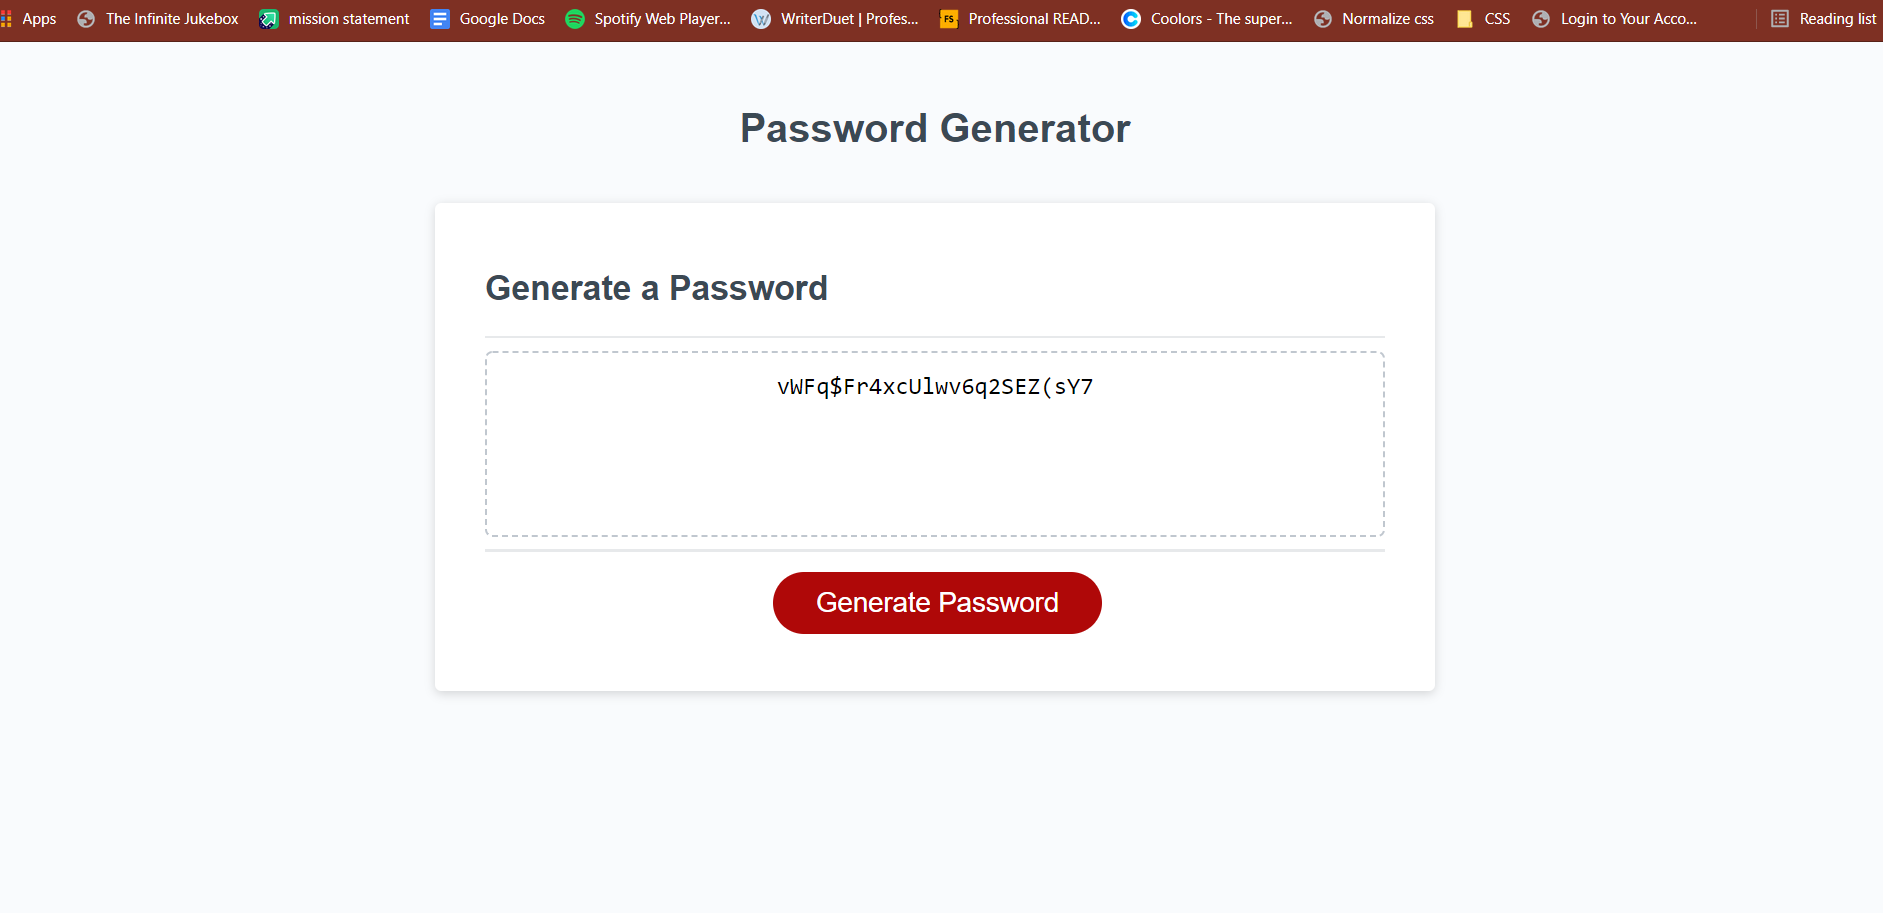 Apps The Infinite Jukebox mission statement Google Docs Spotify Web Player... WriterDuet | Profes... FS Professional READ... Coolors - The super... Normalize css CSS Login to Your Acco... Reading list
Password Generator
Generate a Password
vWFq$Fr4xcUlwv6q2SEZ(sY7
Generate Password